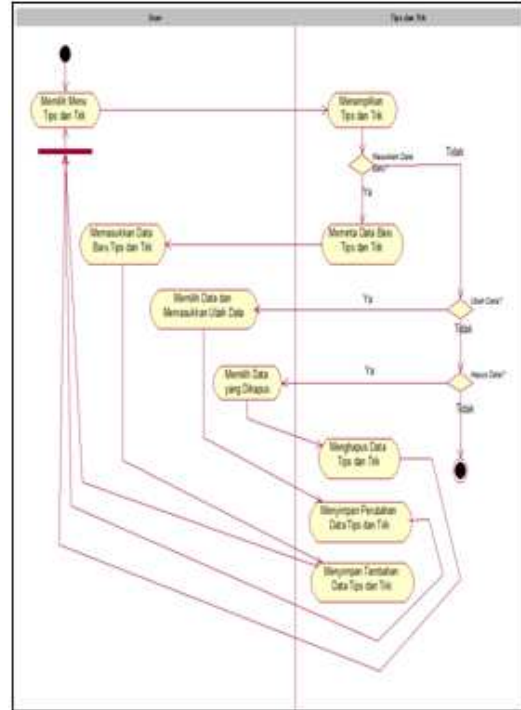 User
Tips dan Trik
Memilih Menu
Tips dan Trik
Menampilkan
Tips dan Trik
Masukkan Data
Baru?
Tidak
Ya
Meminta Data Baru
Tips dan Trik
Memasukkan Data
Baru Tips dan Trik
Memilih Data dan
Memasukkan Ubah Data
Ya
Ubah Data?
Tidak
Memilih Data
yang Dihapus
Ya
Hapus Data?
Tidak
Menghapus Data
Tips dan Trik
Menyimpan Perubahan
Data Tips dan Trik
Menyimpan Tambahan
Data Tips dan Trik